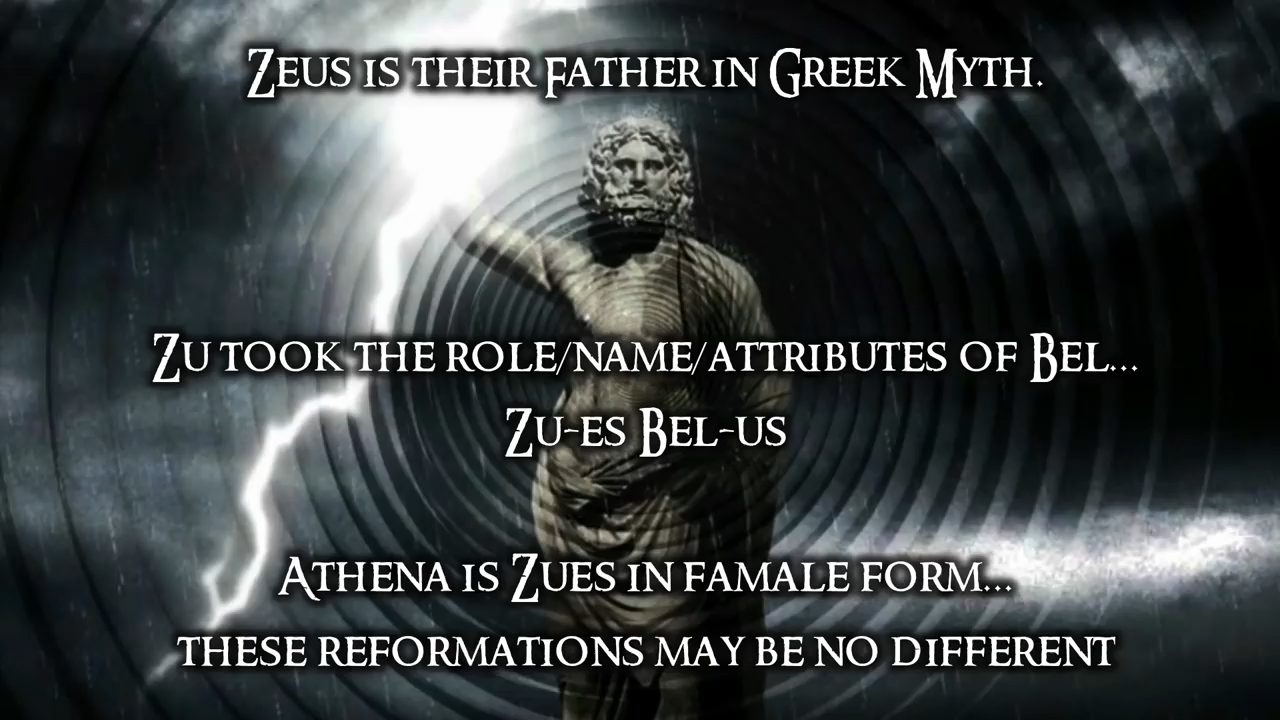 Zeus is their Father in Greek Myth.
Zu took the role/name/attributes of Bel...
Zu-es Bel-us
Athena is Zues in famale form...
these reformations may be no different